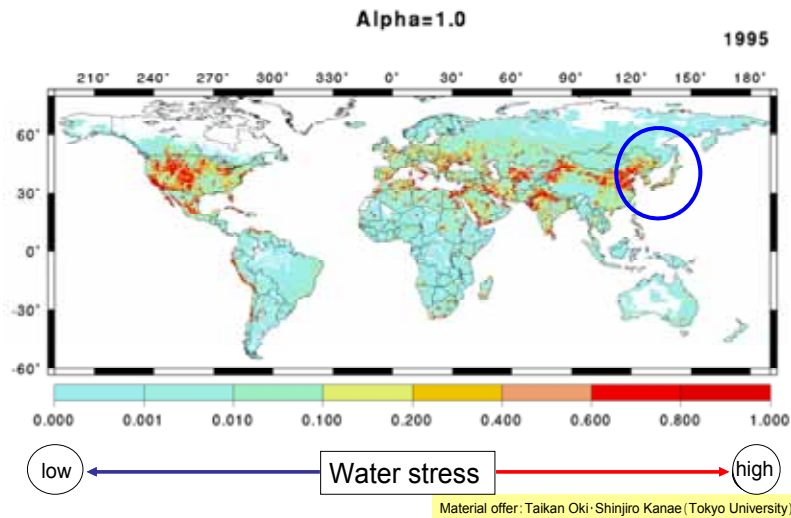 Alpha=1.0
1995
210° 240° 270° 300° 330° 0° 30° 60° 90° 120° 150° 180°
60°
30°
0°
-30°
-60°
0.000 0.001 0.010 0.100 0.200 0.400 0.600 0.800 1.000
low Water stress high
Material offer: Taikan Oki・Shinjiro Kanae (Tokyo University)